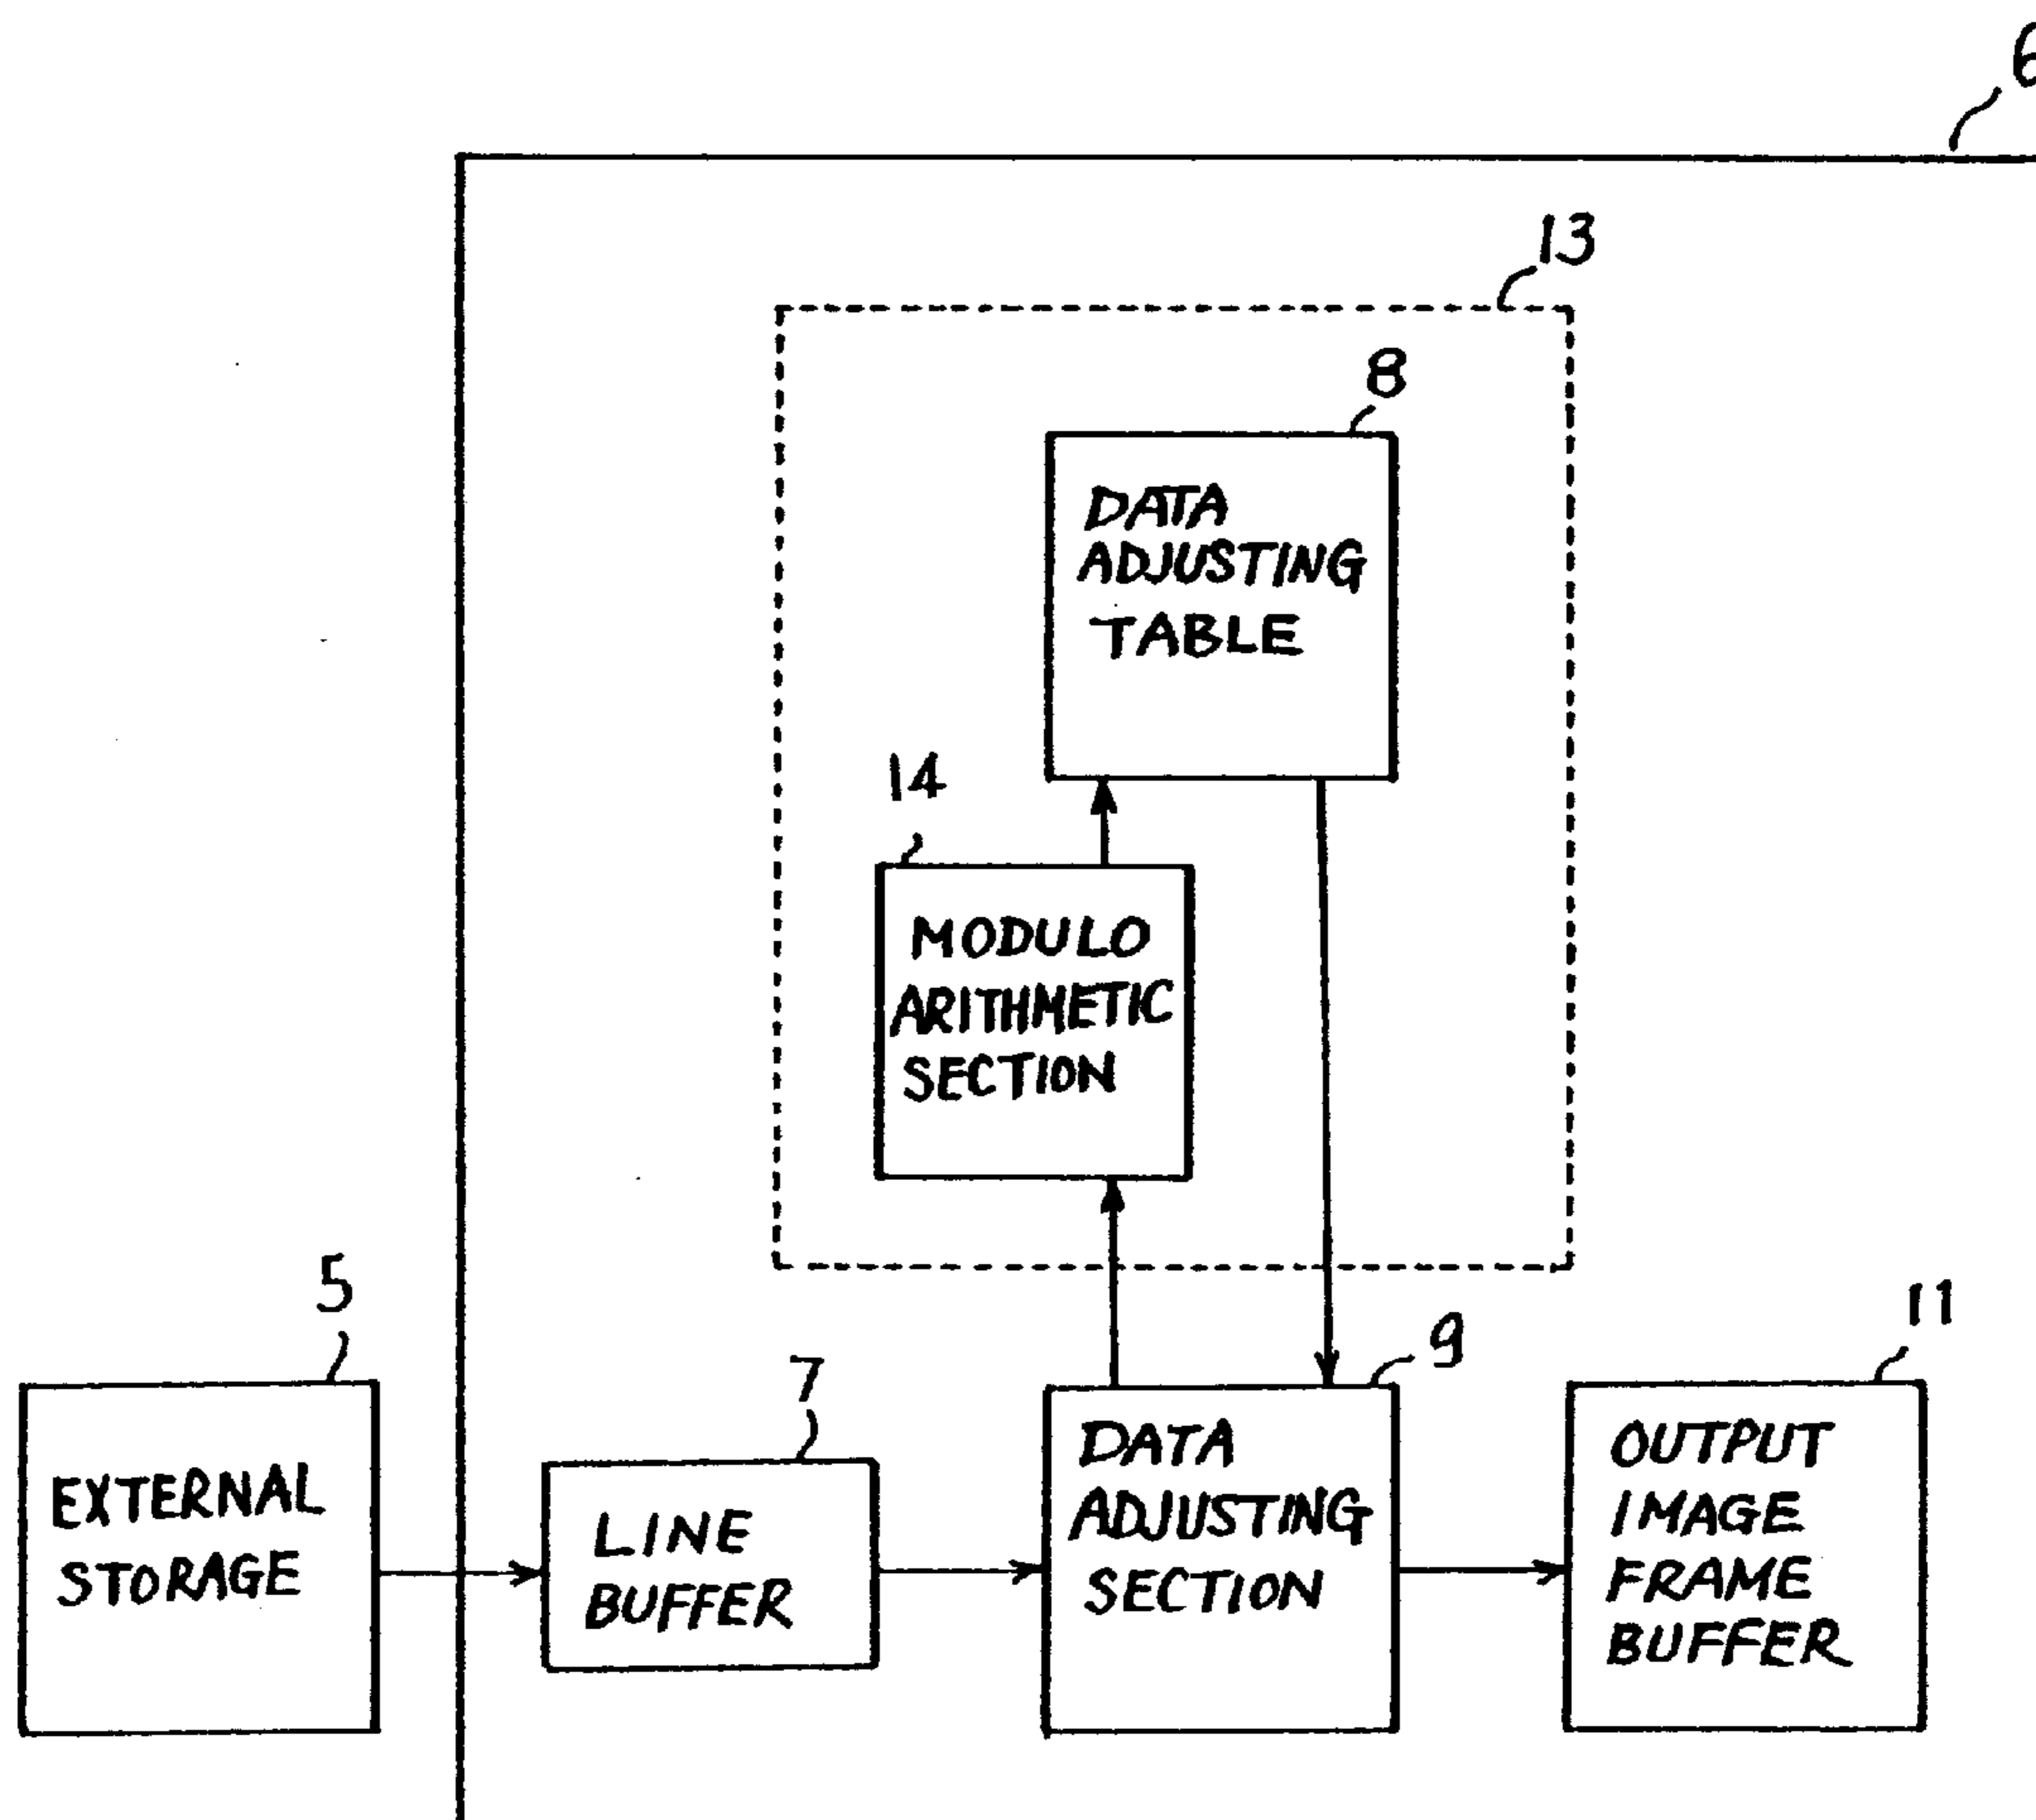 6
13
8
DATA
ADJUSTING
TABLE
14
MODULO
ARITHMETIC
SECTION
5
EXTERNAL
STORAGE
7
LINE
BUFFER
9
DATA
ADJUSTING
SECTION
11
OUTPUT
IMAGE
FRAME
BUFFER